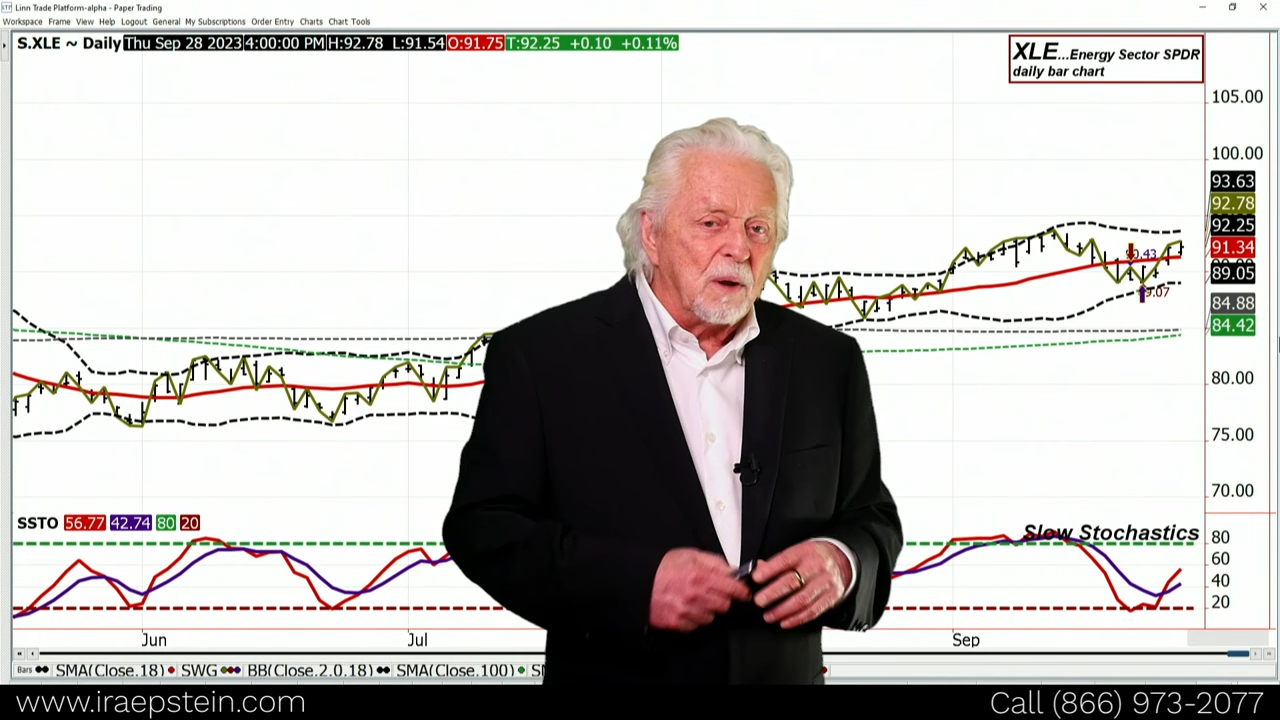 Linn Trade Platform-alpha - Paper Trading
Workspace Frame View Help Logout General My Subscriptions Order Entry Charts Chart Tools
S.XLE ~ Daily Thu Sep 28 2023 4:00:00 PM H:92.78 L:91.54 O:91.75 T:92.25 +0.10 +0.11%
XLE...Energy Sector SPDR
daily bar chart
105.00
100.00
93.63
92.78
92.25
91.34
89.05
84.88
84.42
80.00
75.00
70.00
SSTO 56.77 42.74 80 20
Slow Stochastics
80
60
40
20
Jun Jul Sep
Bars SMA(Close.18) SWG BB(Close.2.0.18) SMA(Close.100)
www.iraepstein.com Call (866) 973-2077